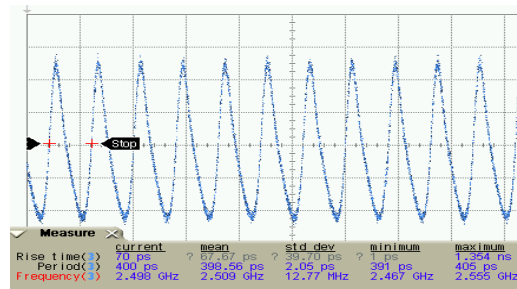 Stop
Measure
current mean std dev minimum maximum
Rise time(3) 70 ps ? 67.67 ps ? 39.70 ps ? 1 ps 1.354 ns
Period(3) 400 ps 398.56 ps 2.05 ps 391 ps 405 ps
Frequency(3) 2.498 GHz 2.509 GHz 12.77 MHz 2.467 GHz 2.555 GHz